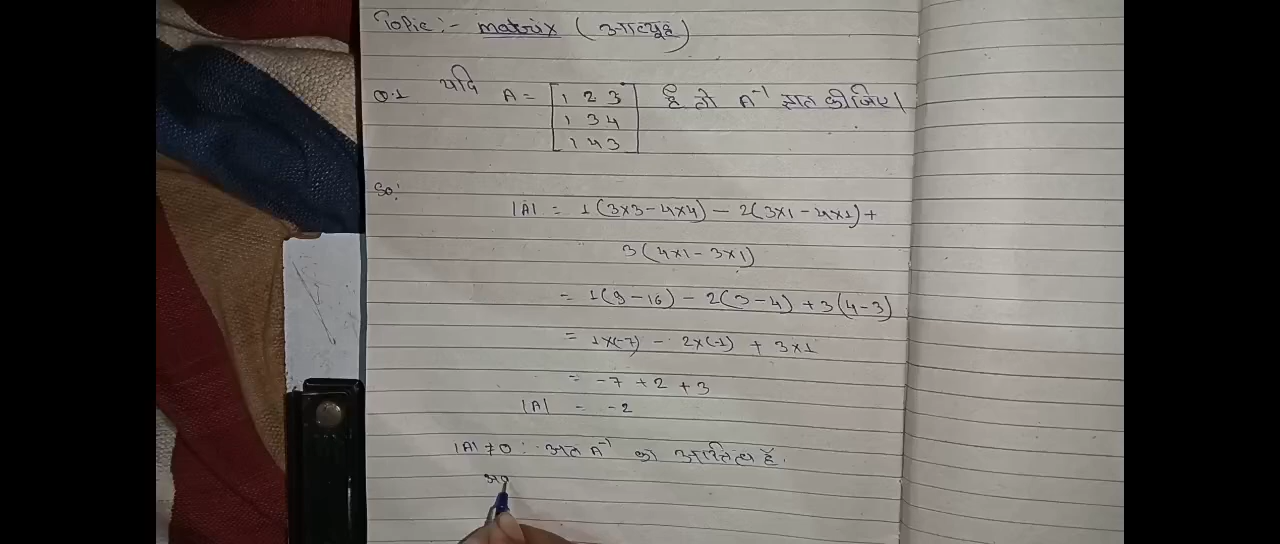 Topic:- matrix (आव्यूह)
Q.1 यदि A = [1 2 3 है तो A⁻¹ ज्ञात कीजिए।
1 3 4
1 4 3]
So:
|A| = 1(3×3-4×4) - 2(3×1-4×1) +
3(4×1-3×1)
= 1(9-16) - 2(3-4) + 3(4-3)
= 1×(-7) - 2×(-1) + 3×1
= -7 + 2 + 3
|A| = -2
|A| ≠ 0 : अत A⁻¹ का अस्तित्व है.
अब